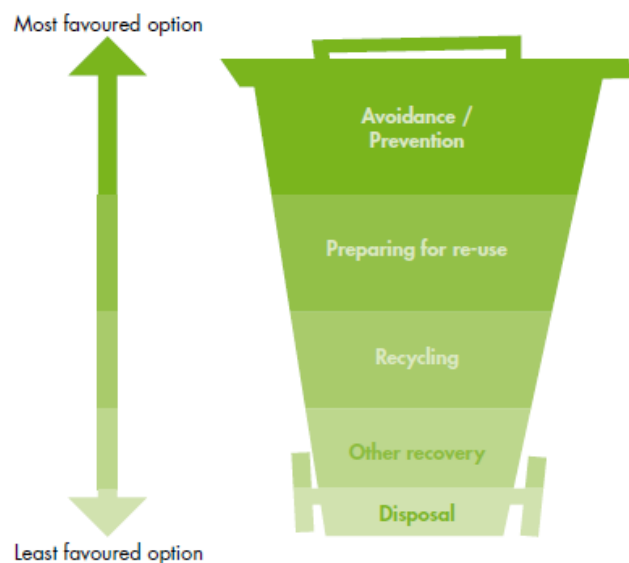 Most favoured option
Avoidance /
Prevention
Preparing for re-use
Recycling
Other recovery
Disposal
Least favoured option